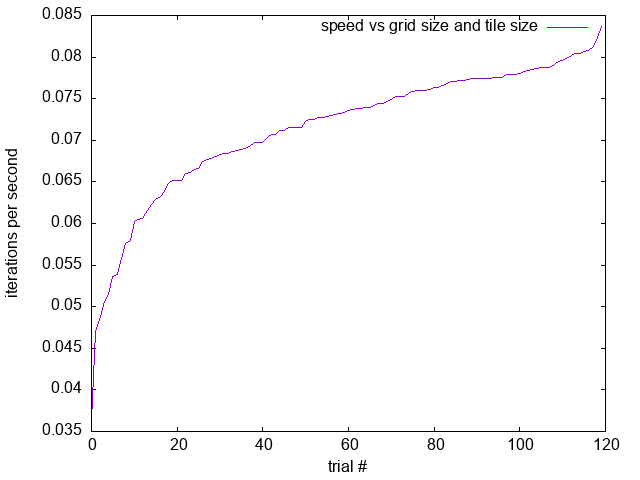 speed vs grid size and tile size
0.085
0.08
0.075
0.07
0.065
0.06
0.055
0.05
0.045
0.04
0.035
iterations per second
0 20 40 60 80 100 120
trial #